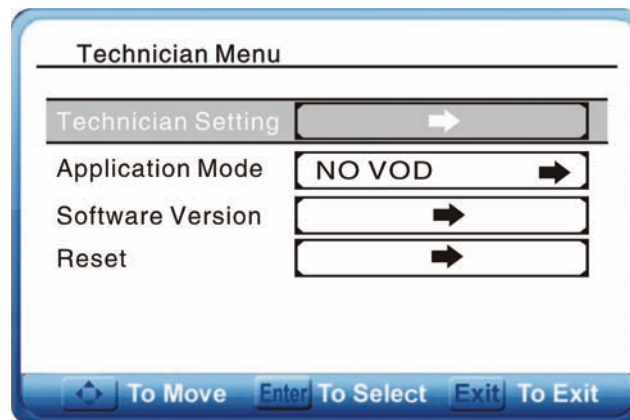 Technician Menu
Technician Setting
Application Mode NO VOD
Software Version
Reset
To Move Enter To Select Exit To Exit